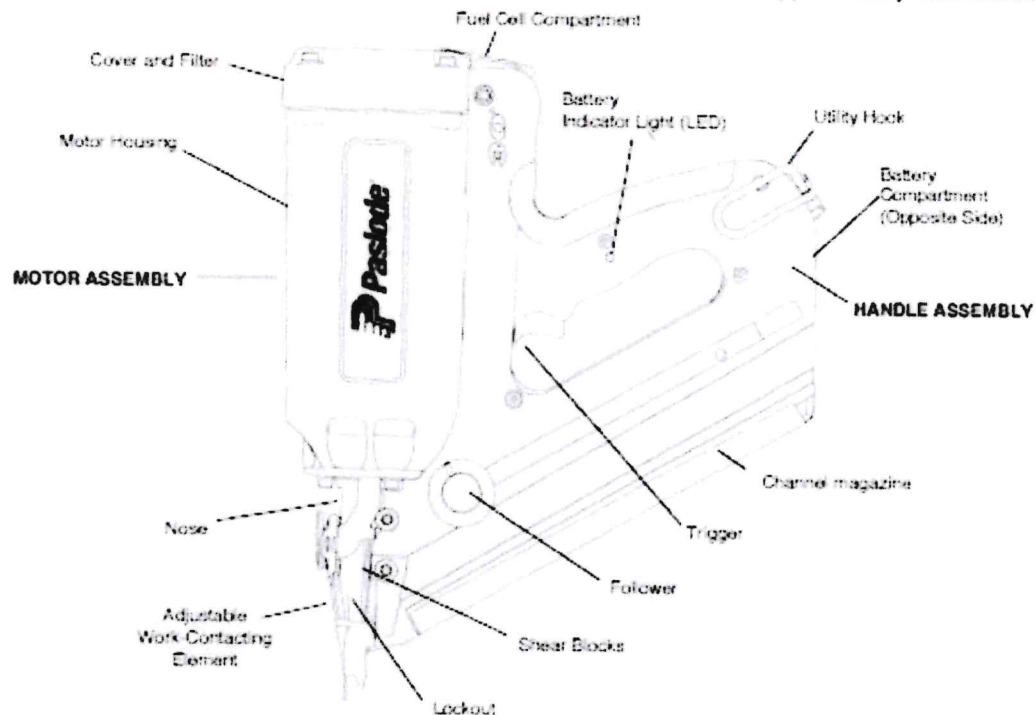 Fuel Cell Compartment
Cover and Filter
Battery
Indicator Light (LED)
Utility Hook
Motor Housing
Battery
Compartment
(Opposite Side)
Paslode
MOTOR ASSEMBLY
HANDLE ASSEMBLY
Channel magazine
Nose
Trigger
Follower
Adjustable
Work-Contacting
Element
Shear Blocks
Lockout